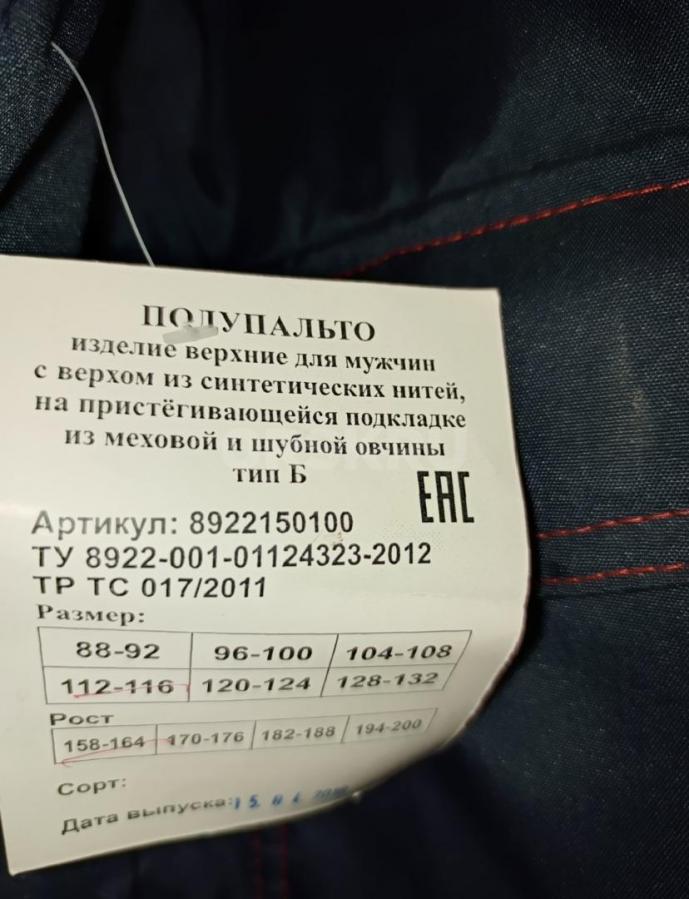 ПОЛУПАЛЬТО
изделие верхние для мужчин
с верхом из синтетических нитей,
на пристёгивающейся подкладке
из меховой и шубной овчины
тип Б
ЕАС
Артикул: 8922150100
ТУ 8922-001-01124323-2012
ТР ТС 017/2011
Размер:
88-92 96-100 104-108
112-116 120-124 128-132
Рост
158-164 170-176 182-188 194-200
Сорт:
Дата выпуска: